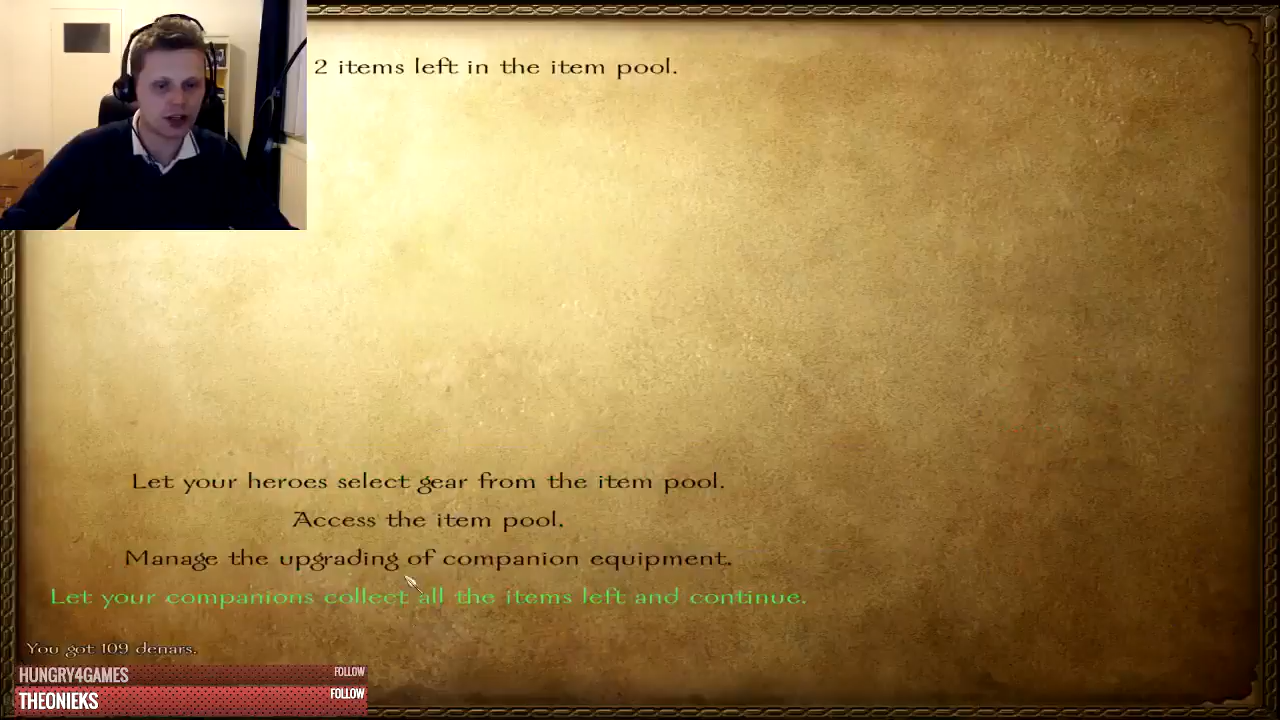 2 items left in the item pool.
Let your heroes select gear from the item pool.
Access the item pool.
Manage the upgrading of companion equipment.
Let your companions collect all the items left and continue.
You got 109 denars.
HUNGRY4GAMES FOLLOW
THEONIEKS FOLLOW